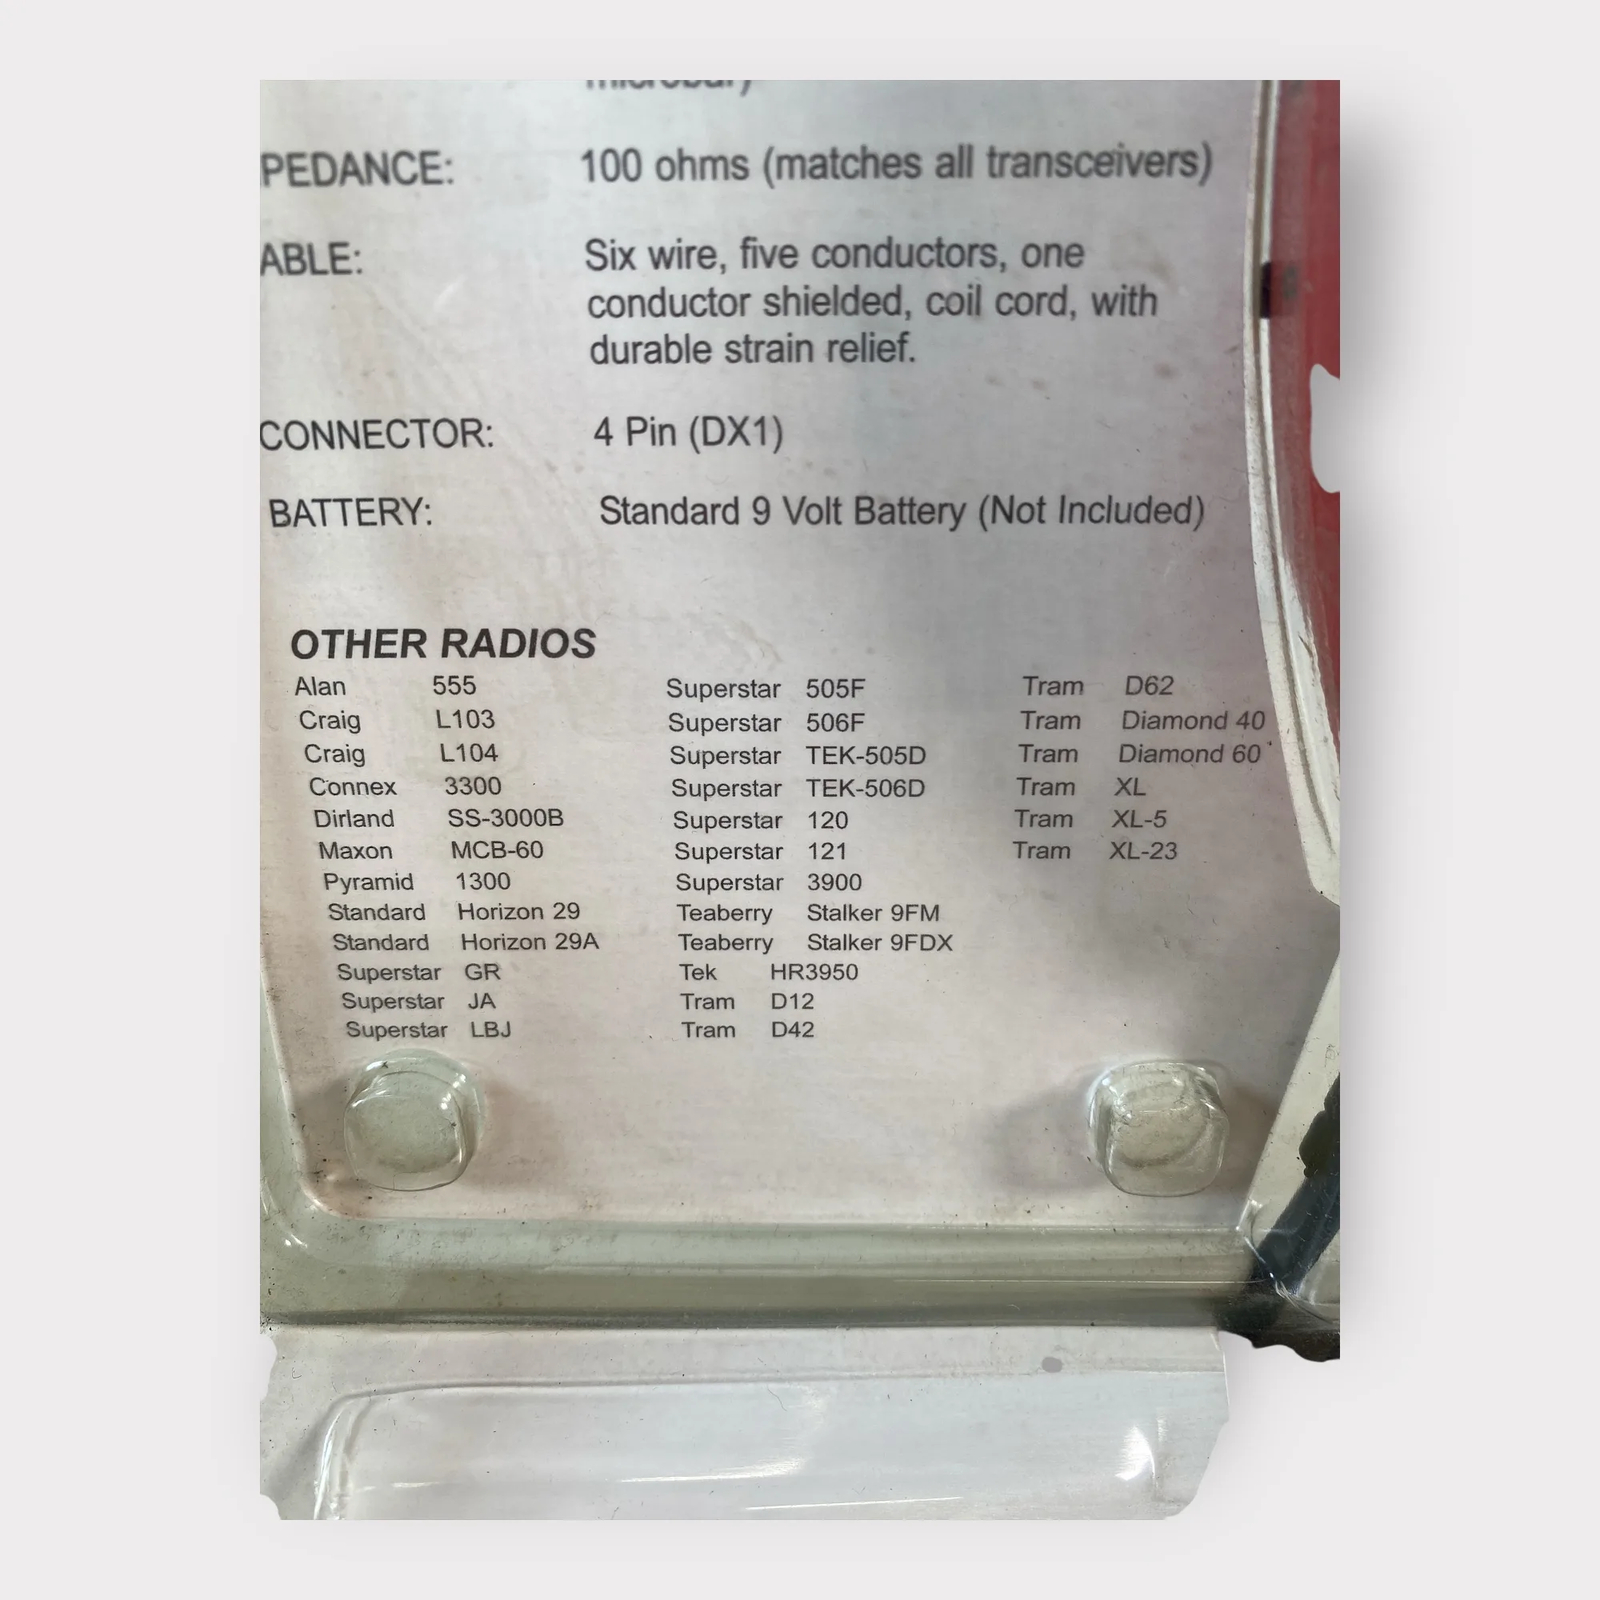 PEDANCE: 100 ohms (matches all transceivers)
ABLE: Six wire, five conductors, one
conductor shielded, coil cord, with
durable strain relief.
CONNECTOR: 4 Pin (DX1)
BATTERY: Standard 9 Volt Battery (Not Included)
OTHER RADIOS
Alan 555
Craig L103
Craig L104
Connex 3300
Dirland SS-3000B
Maxon MCB-60
Pyramid 1300
Standard Horizon 29
Standard Horizon 29A
Superstar GR
Superstar JA
Superstar LBJ
Superstar 505F
Superstar 506F
Superstar TEK-505D
Superstar TEK-506D
Superstar 120
Superstar 121
Superstar 3900
Teaberry Stalker 9FM
Teaberry Stalker 9FDX
Tek HR3950
Tram D12
Tram D42
Tram D62
Tram Diamond 40
Tram Diamond 60
Tram XL
Tram XL-5
Tram XL-23